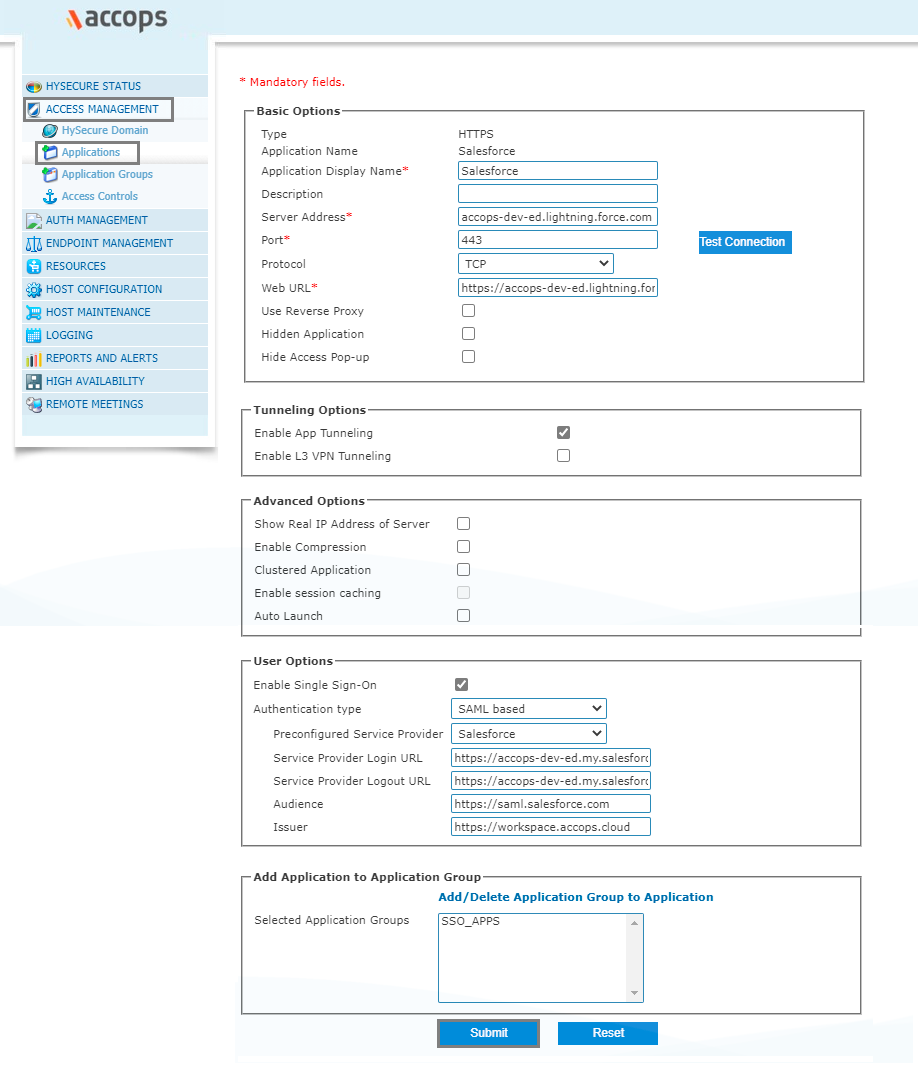 accops
HYSECURE STATUS
ACCESS MANAGEMENT
HySecure Domain
Applications
Application Groups
Access Controls
AUTH MANAGEMENT
ENDPOINT MANAGEMENT
RESOURCES
HOST CONFIGURATION
HOST MAINTENANCE
LOGGING
REPORTS AND ALERTS
HIGH AVAILABILITY
REMOTE MEETINGS
* Mandatory fields.
Basic Options
Type HTTPS
Application Name Salesforce
Application Display Name* Salesforce
Description
Server Address* accops-dev-ed.lightning.force.com
Port* 443 Test Connection
Protocol TCP
Web URL* https://accops-dev-ed.lightning.for
Use Reverse Proxy
Hidden Application
Hide Access Pop-up
Tunneling Options
Enable App Tunneling
Enable L3 VPN Tunneling
Advanced Options
Show Real IP Address of Server
Enable Compression
Clustered Application
Enable session caching
Auto Launch
User Options
Enable Single Sign-On
Authentication type SAML based
Preconfigured Service Provider Salesforce
Service Provider Login URL https://accops-dev-ed.my.salesforc
Service Provider Logout URL https://accops-dev-ed.my.salesforc
Audience https://saml.salesforce.com
Issuer https://workspace.accops.cloud
Add Application to Application Group
Add/Delete Application Group to Application
Selected Application Groups SSO_APPS
Submit Reset